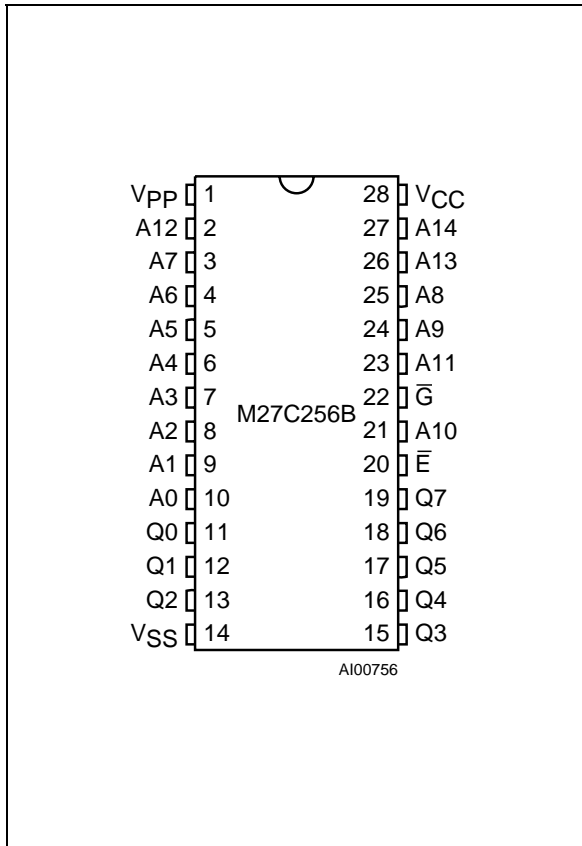 VPP 1 28 VCC
A12 2 27 A14
A7 3 26 A13
A6 4 25 A8
A5 5 24 A9
A4 6 23 A11
A3 7 22 G̅
M27C256B
A2 8 21 A10
A1 9 20 E̅
A0 10 19 Q7
Q0 11 18 Q6
Q1 12 17 Q5
Q2 13 16 Q4
VSS 14 15 Q3
AI00756